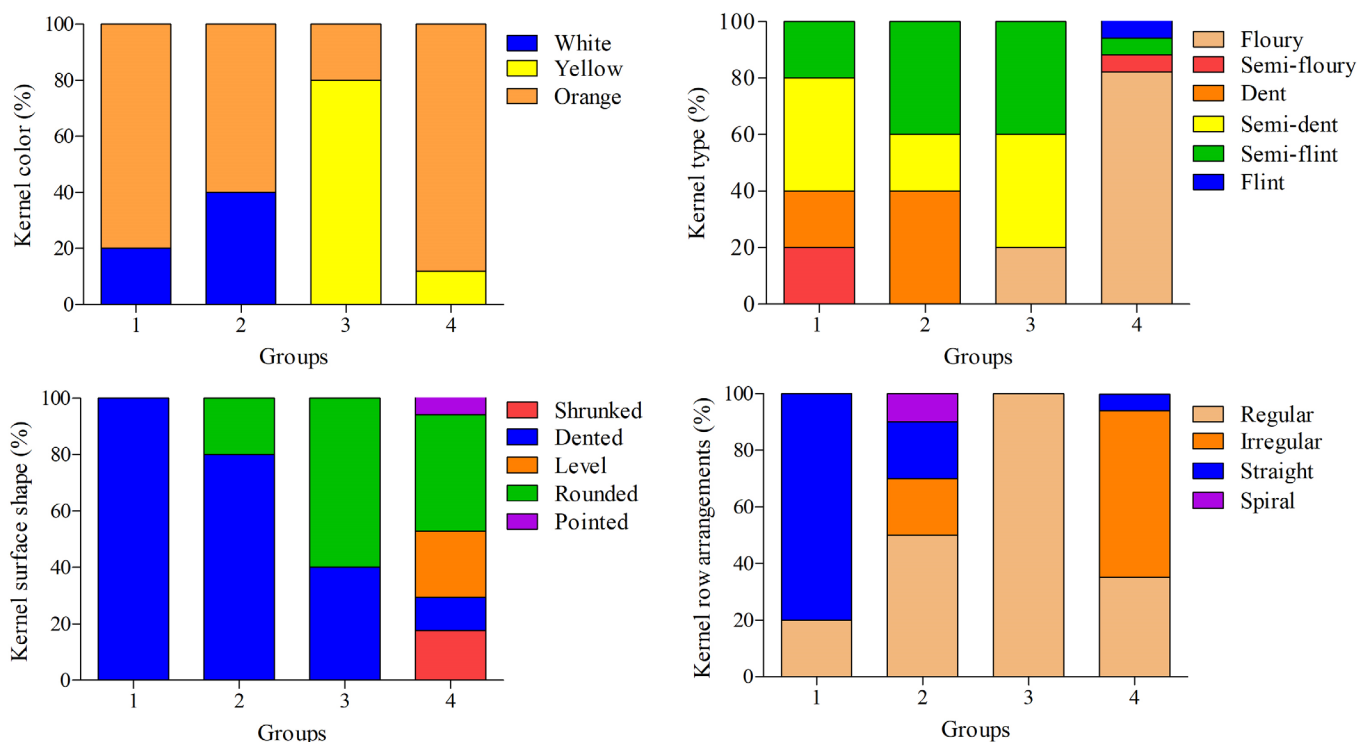 Kernel color (%)
100
80
60
40
20
0
1 2 3 4
Groups
White
Yellow
Orange
Kernel type (%)
100
80
60
40
20
0
1 2 3 4
Groups
Floury
Semi-floury
Dent
Semi-dent
Semi-flint
Flint
Kernel surface shape (%)
100
80
60
40
20
0
1 2 3 4
Groups
Shrunked
Dented
Level
Rounded
Pointed
Kernel row arrangements (%)
100
80
60
40
20
0
1 2 3 4
Groups
Regular
Irregular
Straight
Spiral